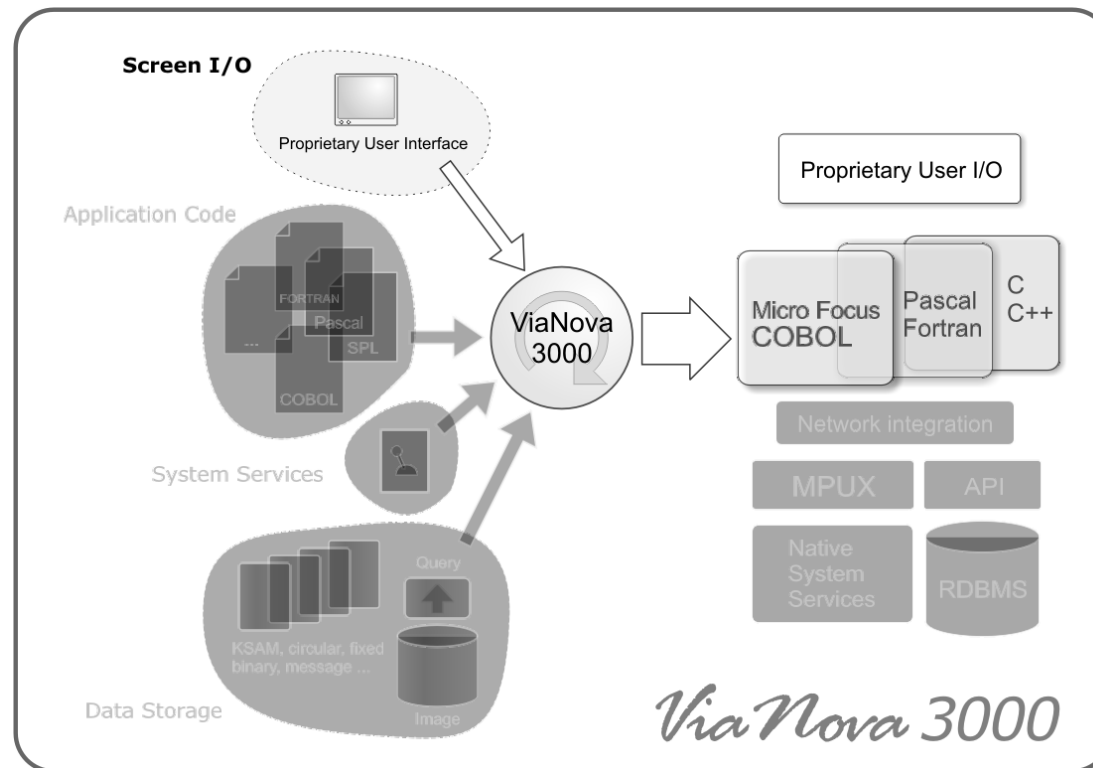 Screen I/O
Proprietary User Interface
Application Code
FORTRAN
Pascal
...
SPL
COBOL
System Services
Query
KSAM, circular, fixed
binary, message ...
Image
Data Storage
ViaNova
3000
Proprietary User I/O
Micro Focus
COBOL
Pascal
Fortran
C
C++
Network integration
MPUX
API
Native
System
Services
RDBMS
ViaNova 3000